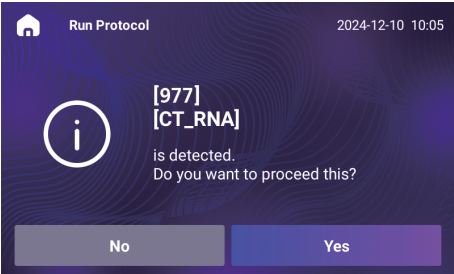 Run Protocol 2024-12-10 10:05
[977]
[CT_RNA]
is detected.
Do you want to proceed this?
No Yes